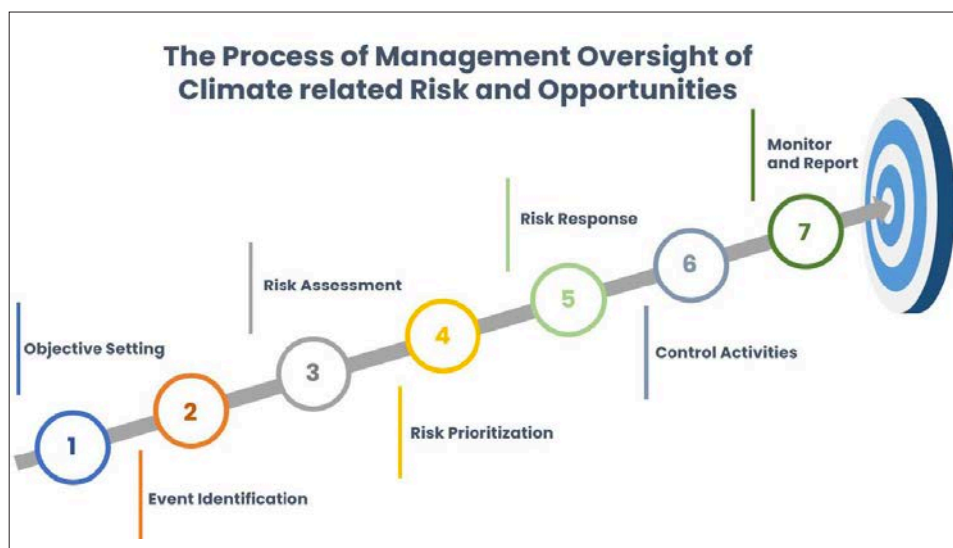 The Process of Management Oversight of
Climate related Risk and Opportunities
Monitor
and Report
Risk Response
Risk Assessment
Objective Setting
7
6
5
4
3
2
1
Control Activities
Risk Prioritization
Event Identification